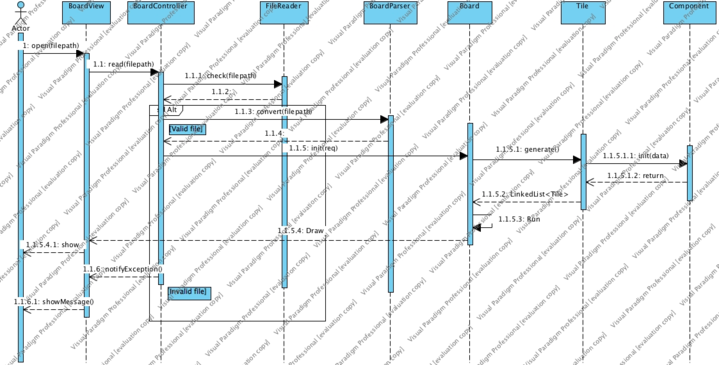 BoardView
BoardController
FileReader
BoardParser
Board
Tile
Component
Actor
1: open(filepath)
1.1: read(filepath)
1.1.1: check(filepath)
1.1.2:
Alt
1.1.3: convert(filepath)
[Valid file]
1.1.4:
1.1.5: init(req)
1.1.5.1: generate()
1.1.5.1.1: init(data)
1.1.5.1.2: return
1.1.5.2: LinkedList<Tile>
1.1.5.3: Run
1.1.5.4: Draw
1.1.5.4.1: show
1.1.6: notifyException()
[Invalid file]
1.1.6.1: showMessage()
Visual Paradigm Professional [evaluation copy]